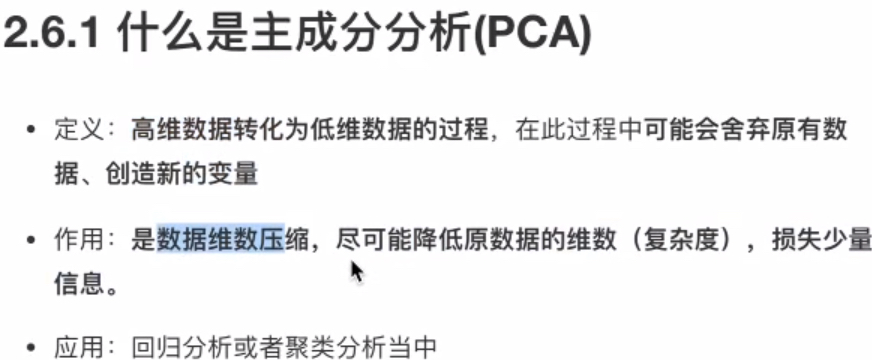 2.6.1 什么是主成分分析(PCA)
• 定义：高维数据转化为低维数据的过程，在此过程中可能会舍弃原有数
据、创造新的变量
• 作用：是数据维数压缩，尽可能降低原数据的维数（复杂度），损失少量
信息。
• 应用：回归分析或者聚类分析当中